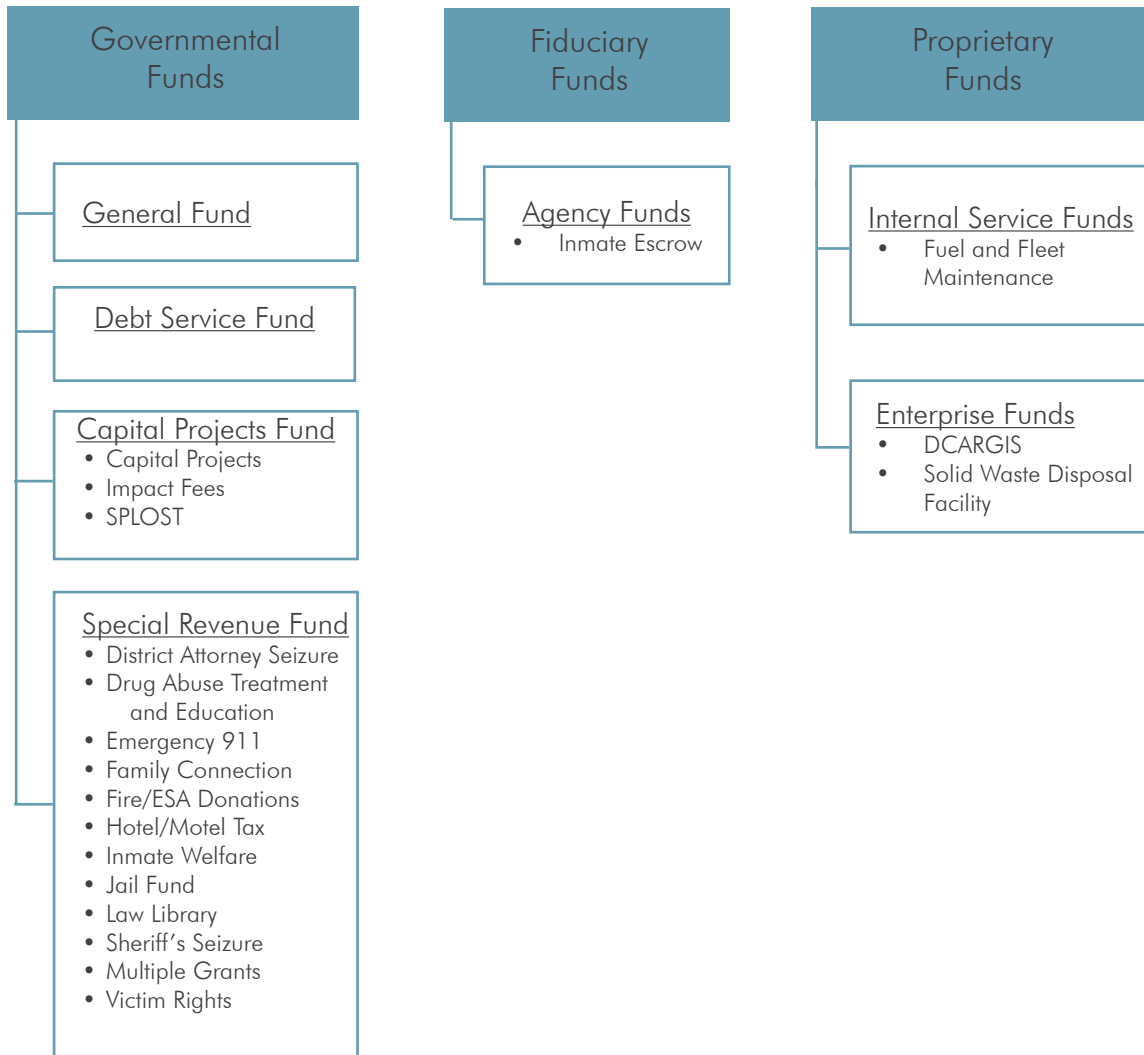 Governmental
Funds
General Fund
Debt Service Fund
Capital Projects Fund
• Capital Projects
• Impact Fees
• SPLOST
Special Revenue Fund
• District Attorney Seizure
• Drug Abuse Treatment
and Education
• Emergency 911
• Family Connection
• Fire/ESA Donations
• Hotel/Motel Tax
• Inmate Welfare
• Jail Fund
• Law Library
• Sheriff's Seizure
• Multiple Grants
• Victim Rights
Fiduciary
Funds
Agency Funds
• Inmate Escrow
Proprietary
Funds
Internal Service Funds
• Fuel and Fleet
Maintenance
Enterprise Funds
• DCARGIS
• Solid Waste Disposal
Facility